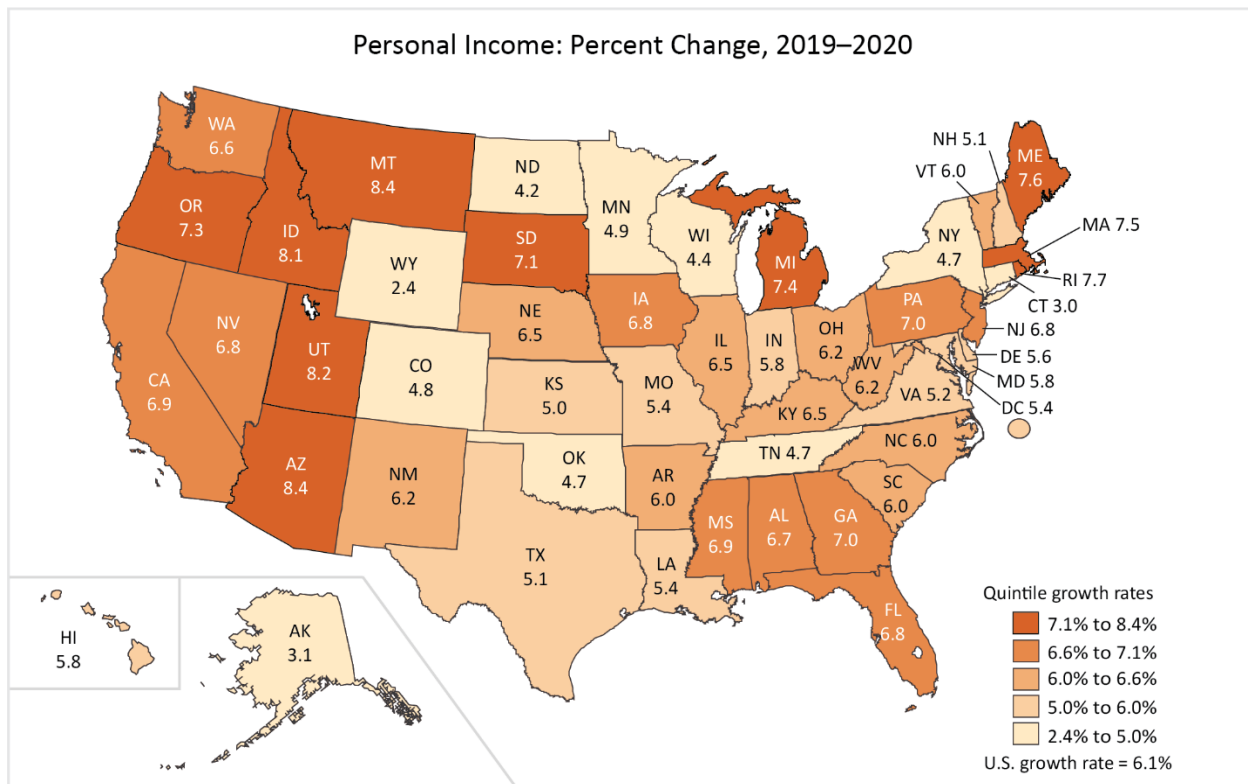 Personal Income: Percent Change, 2019–2020
WA
6.6
MT
8.4
ND
4.2
MN
4.9
NH 5.1
VT 6.0
ME
7.6
OR
7.3
ID
8.1
SD
7.1
WI
4.4
MI
7.4
NY
4.7
MA 7.5
WY
2.4
RI 7.7
CT 3.0
NV
6.8
UT
8.2
NE
6.5
IA
6.8
IL
6.5
IN
5.8
OH
6.2
PA
7.0
NJ 6.8
DE 5.6
MD 5.8
DC 5.4
CA
6.9
CO
4.8
KS
5.0
MO
5.4
KY 6.5
WV
6.2
VA 5.2
AZ
8.4
NM
6.2
OK
4.7
AR
6.0
TN 4.7
NC 6.0
SC
6.0
TX
5.1
LA
5.4
MS
6.9
AL
6.7
GA
7.0
FL
6.8
HI
5.8
AK
3.1
Quintile growth rates
7.1% to 8.4%
6.6% to 7.1%
6.0% to 6.6%
5.0% to 6.0%
2.4% to 5.0%
U.S. growth rate = 6.1%